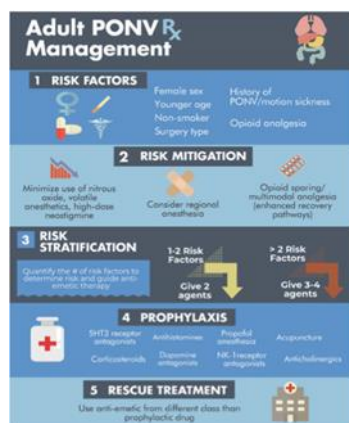 Adult PONV Rx
Management
1 RISK FACTORS
Female sex
Younger age
Non-smoker
Surgery type
History of
PONV/motion sickness
Opioid analgesia
2 RISK MITIGATION
Minimize use of nitrous
oxide, volatile
anesthetics, high-dose
neostigmine
Consider regional
anesthesia
Opioid sparing/
multimodal analgesia
(enhanced recovery
pathways)
3 RISK
STRATIFICATION
Quantify the # of risk factors to
determine risk and guide anti-
emetic therapy
1-2 Risk
Factors
Give 2
agents
> 2 Risk
Factors
Give 3-4
agents
4 PROPHYLAXIS
5HT3 receptor
antagonists
Antihistamines
Propofol
anesthesia
Acupuncture
Corticosteroids
Dopamine
antagonists
NK-1 receptor
antagonists
Anticholinergics
5 RESCUE TREATMENT
Use anti-emetic from different class than
prophylactic drug